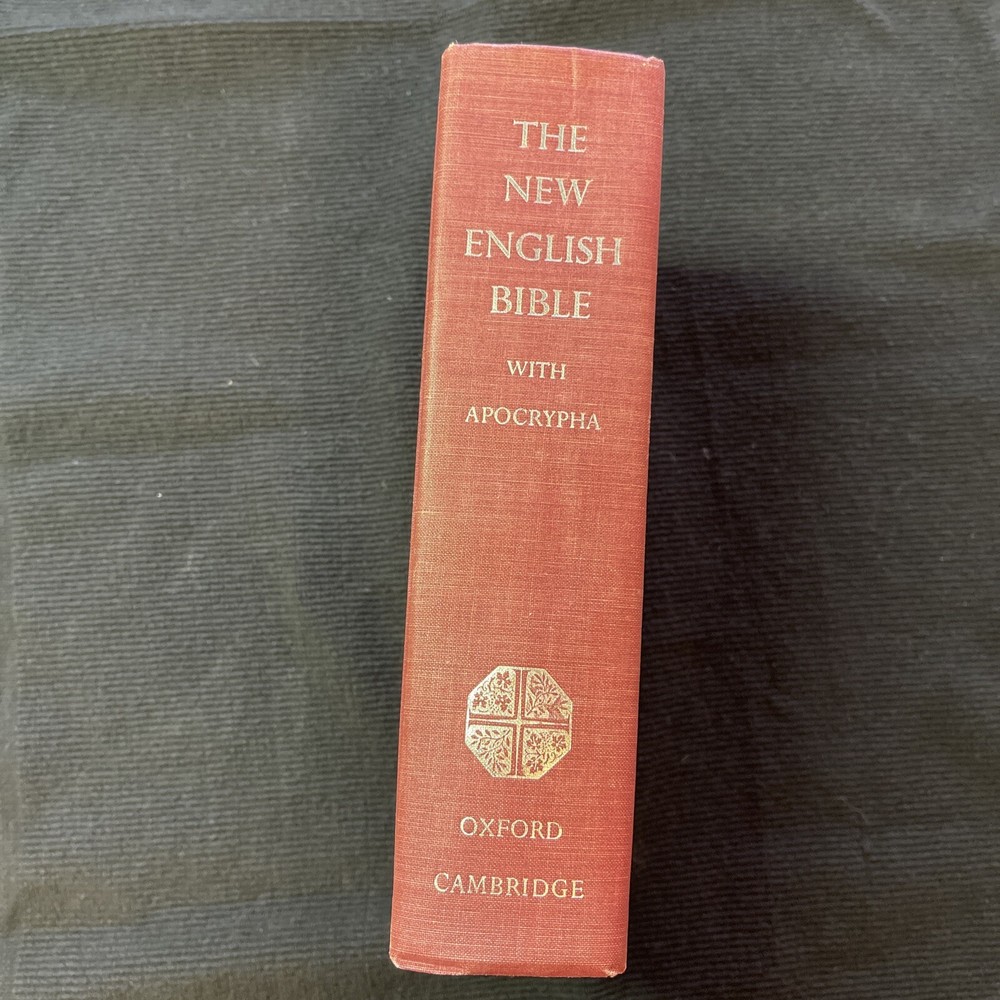 THE
NEW
ENGLISH
BIBLE
WITH
APOCRYPHA
OXFORD
CAMBRIDGE